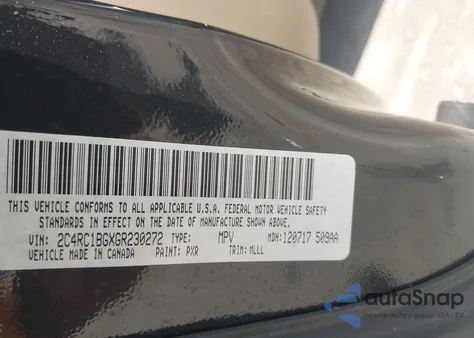 THIS VEHICLE CONFORMS TO ALL APPLICABLE U.S.A. FEDERAL MOTOR VEHICLE SAFETY
STANDARDS IN EFFECT ON THE DATE OF MANUFACTURE SHOWN ABOVE
VIN: 2C4RC1BGXGR230272 TYPE: MPV MDH: 120717 509AA
VEHICLE MADE IN CANADA PAINT: PXR TRIM: MLLL
autoSnap